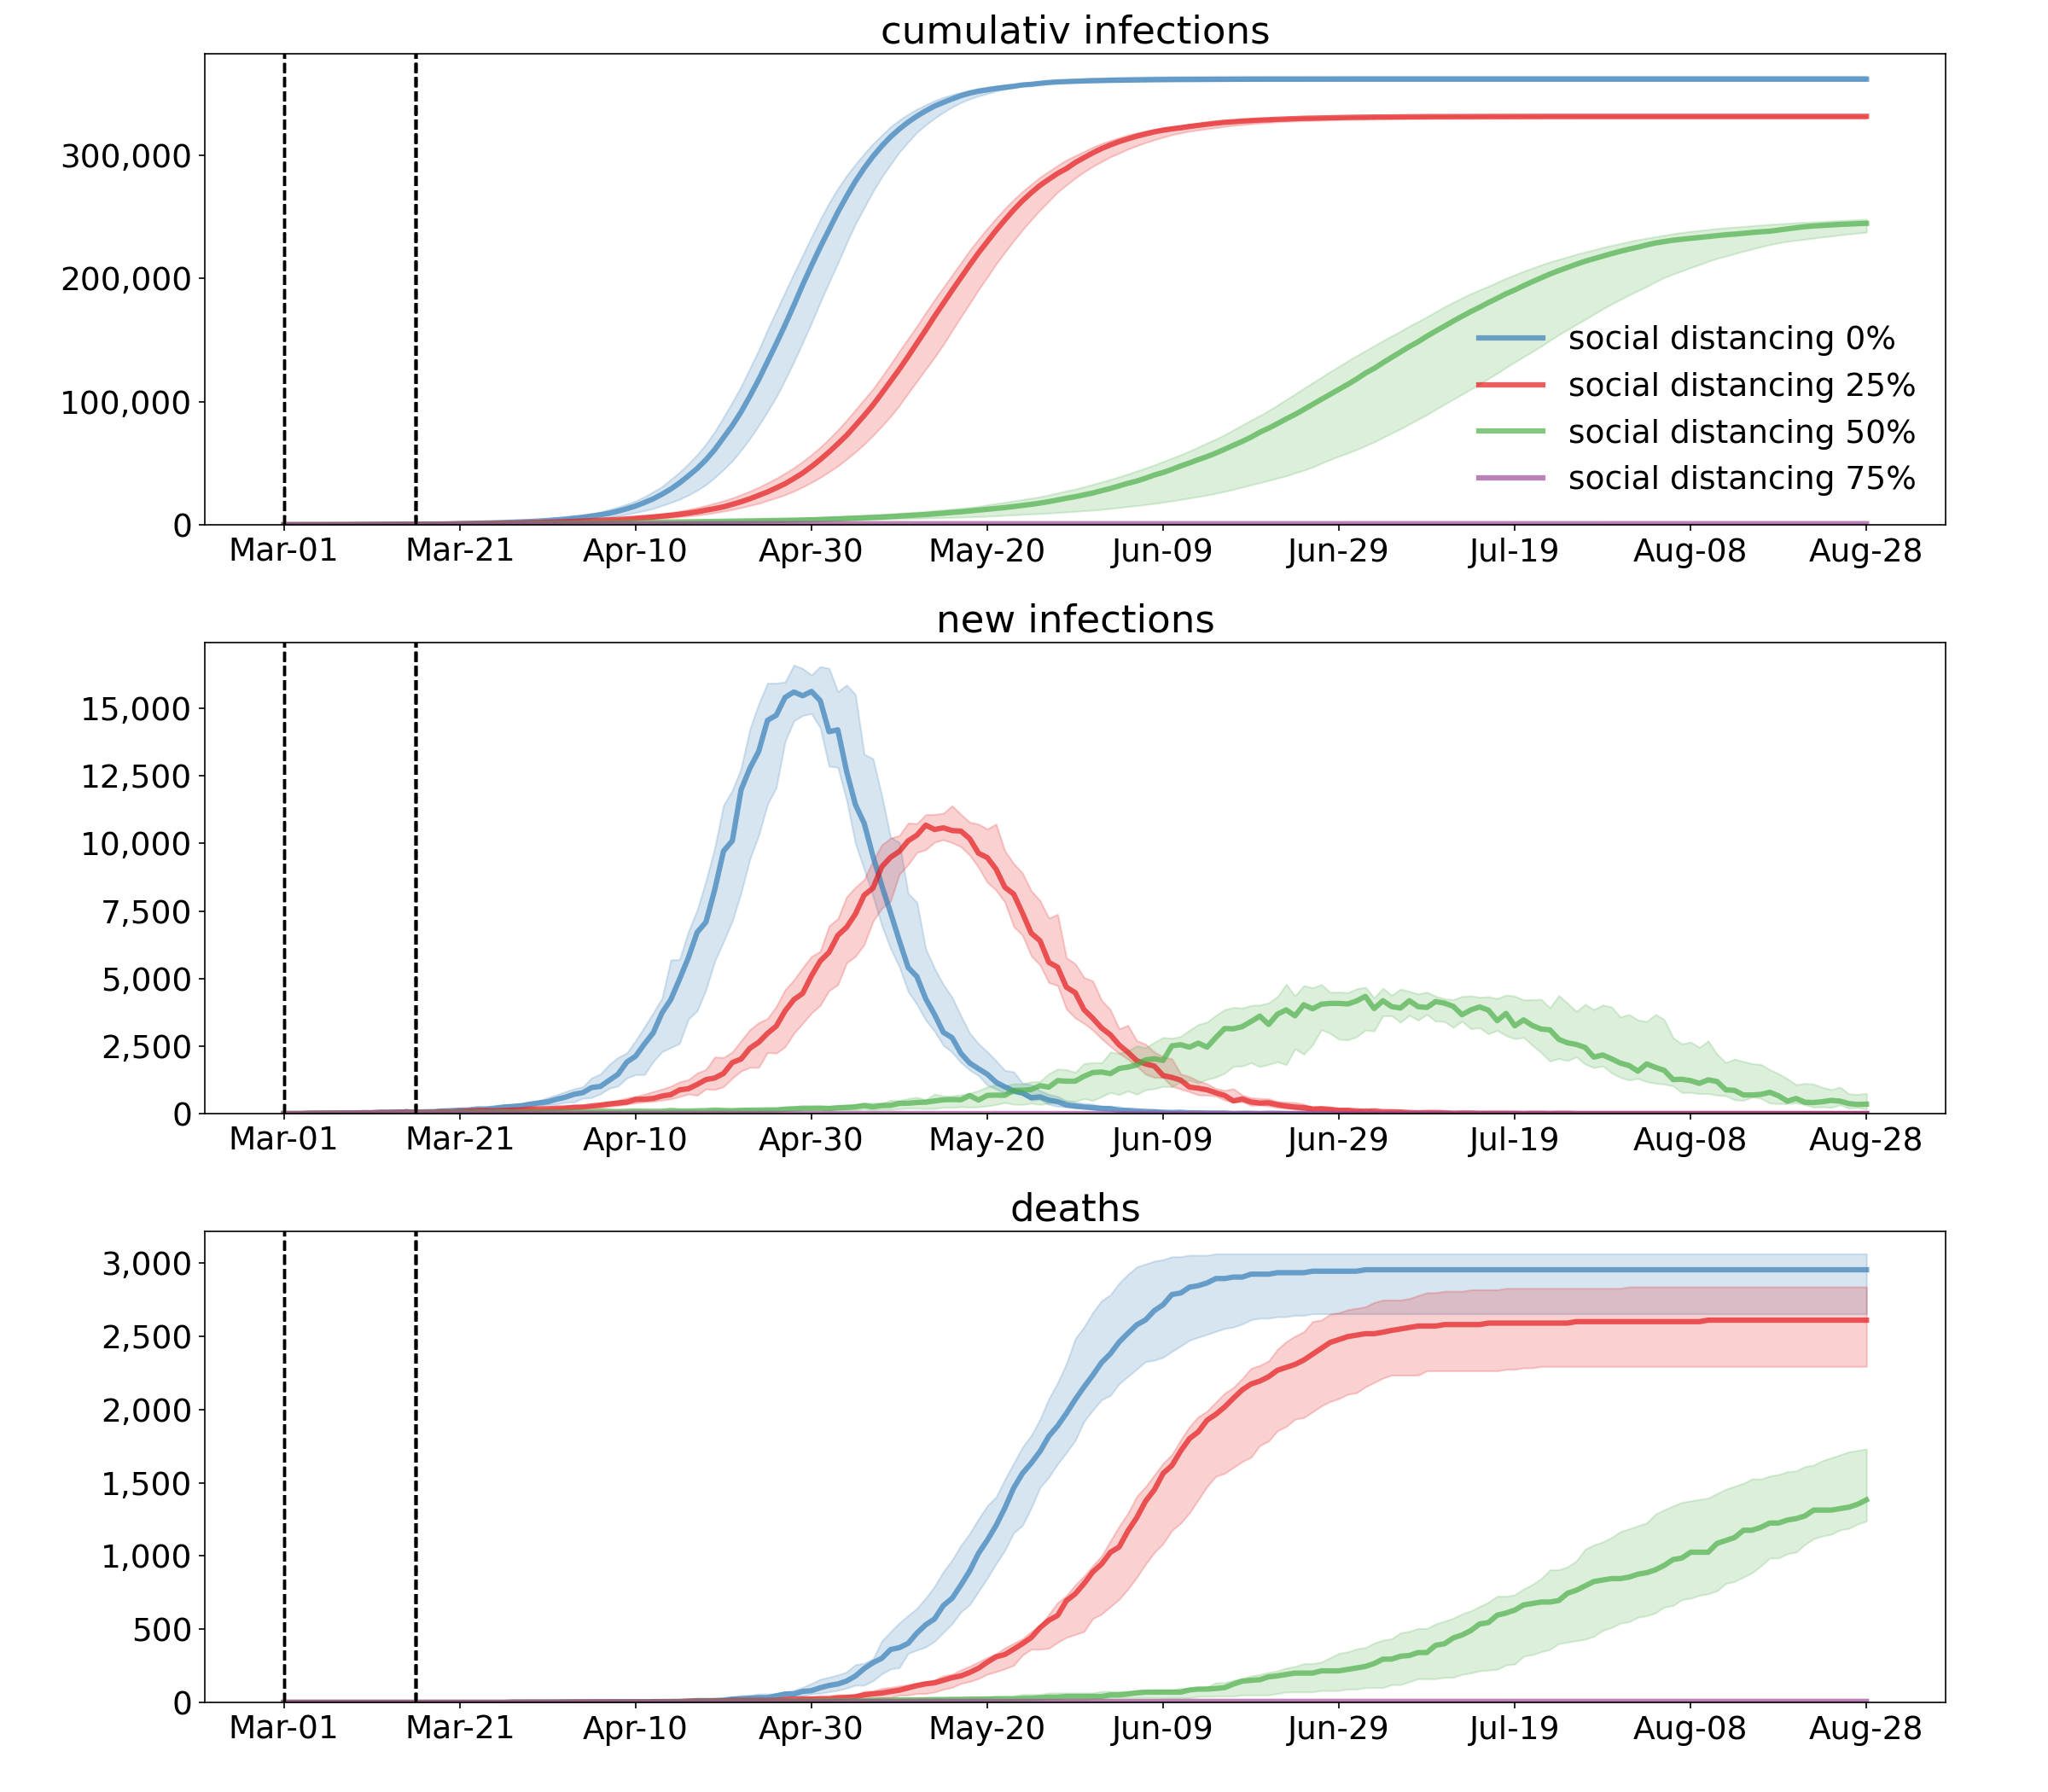 cumulativ infections
300,000
200,000
100,000
0
social distancing 0%
social distancing 25%
social distancing 50%
social distancing 75%
Mar-01 Mar-21 Apr-10 Apr-30 May-20 Jun-09 Jun-29 Jul-19 Aug-08 Aug-28
new infections
15,000
12,500
10,000
7,500
5,000
2,500
0
Mar-01 Mar-21 Apr-10 Apr-30 May-20 Jun-09 Jun-29 Jul-19 Aug-08 Aug-28
deaths
3,000
2,500
2,000
1,500
1,000
500
0
Mar-01 Mar-21 Apr-10 Apr-30 May-20 Jun-09 Jun-29 Jul-19 Aug-08 Aug-28